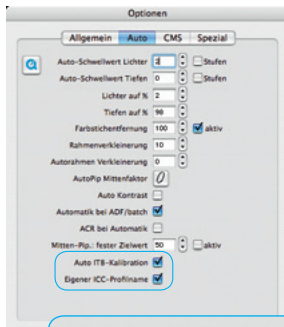 Optionen
Allgemein Auto CMS Spezial
Auto-Schwellwert Lichter 2 Stufen
Auto-Schwellwert Tiefen 0 Stufen
Lichter auf % 2
Tiefen auf % 98
Farbstichentfernung 100 aktiv
Rahmenverkleinerung 10
Autorahmen Verkleinerung 0
AutoPip Mittenfaktor 0
Auto Kontrast
Automatik bei ADF/batch
ACR bei Automatik
Mitten-Pip.: fester Zielwert 50 aktiv
Auto IT8-Kalibration
Eigener ICC-Profilname